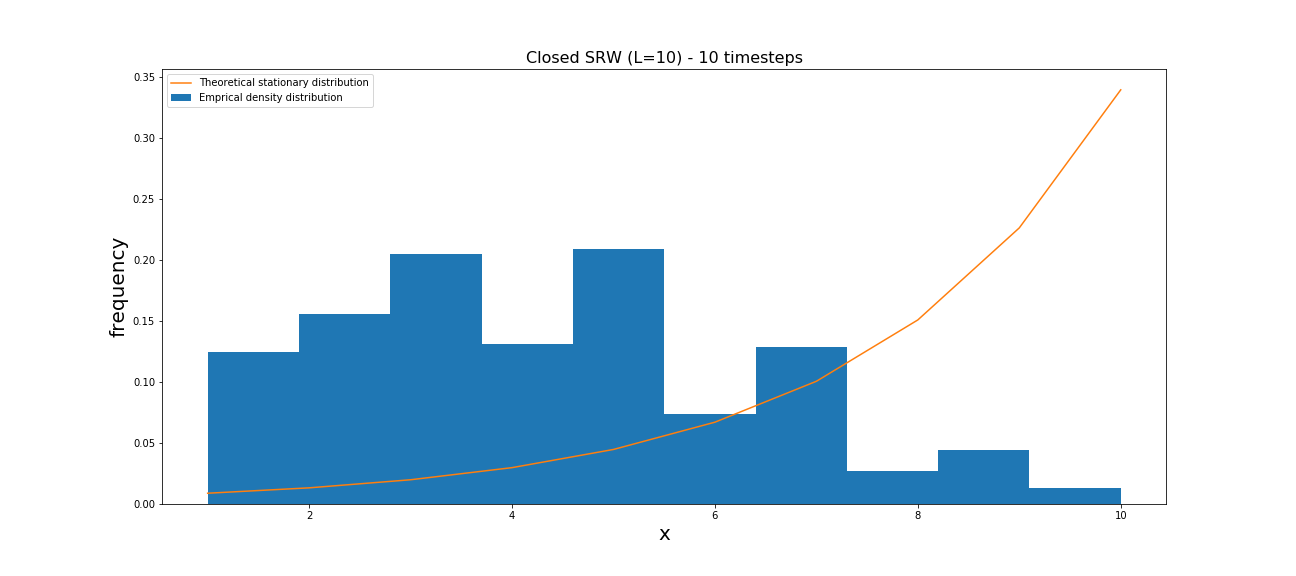 Closed SRW (L=10) - 10 timesteps
Theoretical stationary distribution
Emprical density distribution
frequency
0.35
0.30
0.25
0.20
0.15
0.10
0.05
0.00
2 4 6 8 10
x